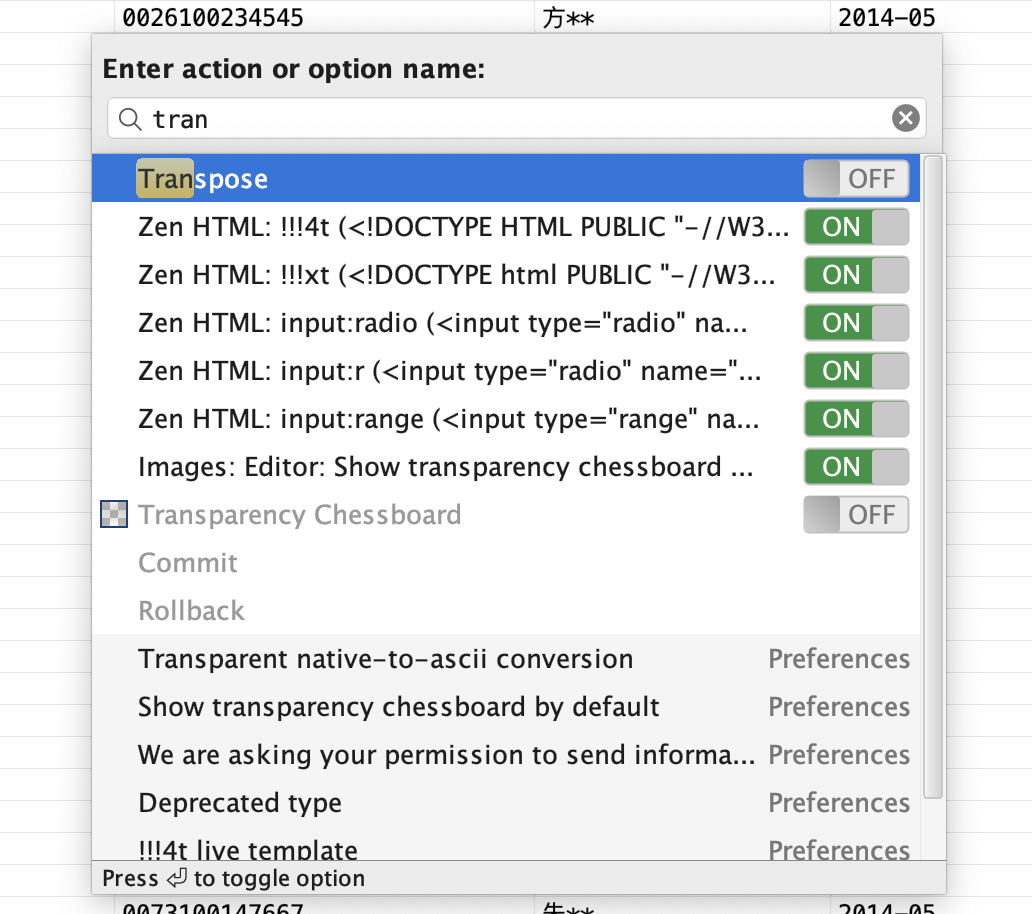 0026100234545 方** 2014-05
Enter action or option name:
tran
Transpose OFF
Zen HTML: !!!4t (<!DOCTYPE HTML PUBLIC "-//W3... ON
Zen HTML: !!!xt (<!DOCTYPE html PUBLIC "-//W3... ON
Zen HTML: input:radio (<input type="radio" na... ON
Zen HTML: input:r (<input type="radio" name="... ON
Zen HTML: input:range (<input type="range" na... ON
Images: Editor: Show transparency chessboard ... ON
Transparency Chessboard OFF
Commit
Rollback
Transparent native-to-ascii conversion Preferences
Show transparency chessboard by default Preferences
We are asking your permission to send informa... Preferences
Deprecated type Preferences
!!!4t live template Preferences
Press ⏎ to toggle option
0073100147667 朱** 2014-05